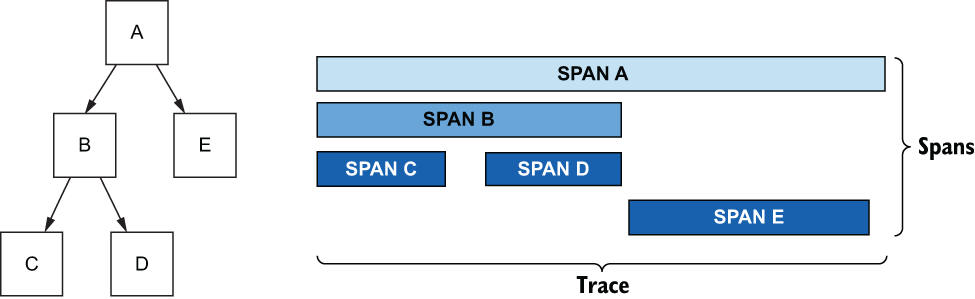 A
B
E
C
D
SPAN A
SPAN B
SPAN C
SPAN D
SPAN E
Spans
Trace